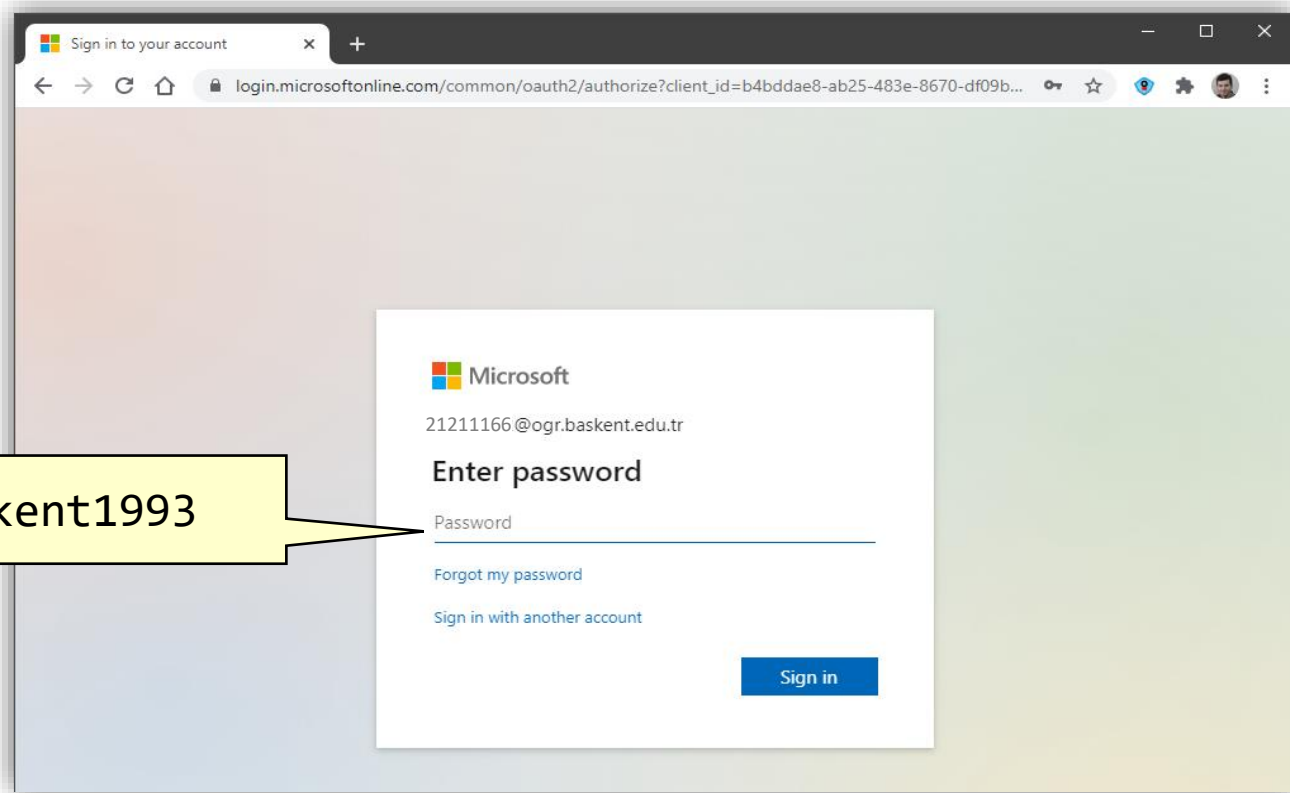 Sign in to your account
login.microsoftonline.com/common/oauth2/authorize?client_id=b4bddae8-ab25-483e-8670-df09b...
Microsoft
21211166@ogr.baskent.edu.tr
Enter password
kent1993
Password
Forgot my password
Sign in with another account
Sign in